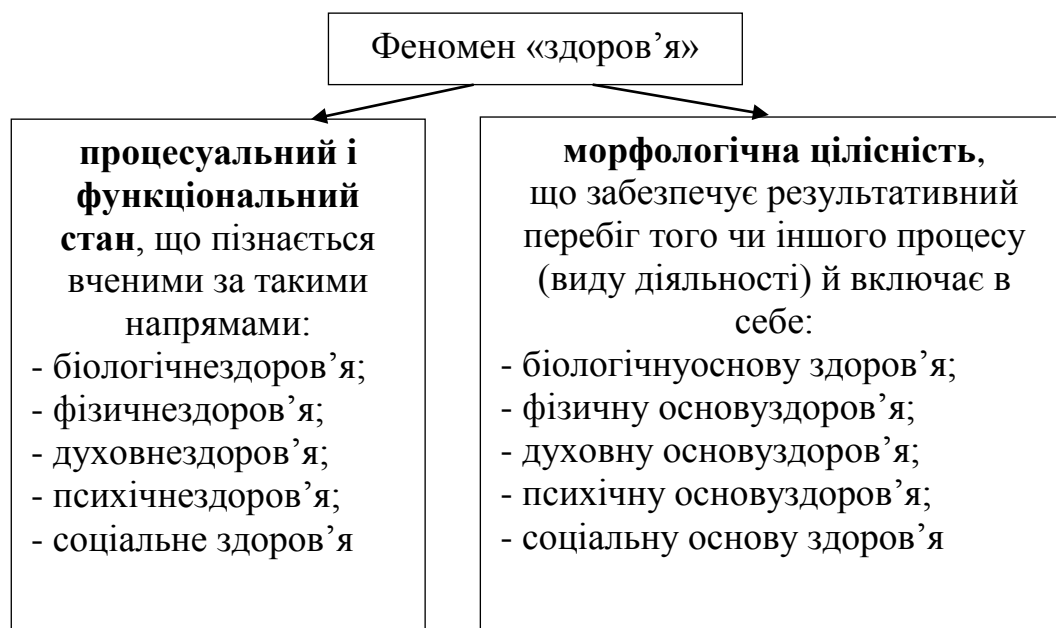 Феномен «здоров’я»
процесуальний і
функціональний
стан, що пізнається
вченими за такими
напрямами:
- біологічнездоров’я;
- фізичнездоров’я;
- духовнездоров’я;
- психічнездоров’я;
- соціальне здоров’я
морфологічна цілісність,
що забезпечує результативний
перебіг того чи іншого процесу
(виду діяльності) й включає в
себе:
- біологічнуоснову здоров’я;
- фізичну основуздоров’я;
- духовну основуздоров’я;
- психічну основуздоров’я;
- соціальну основу здоров’я